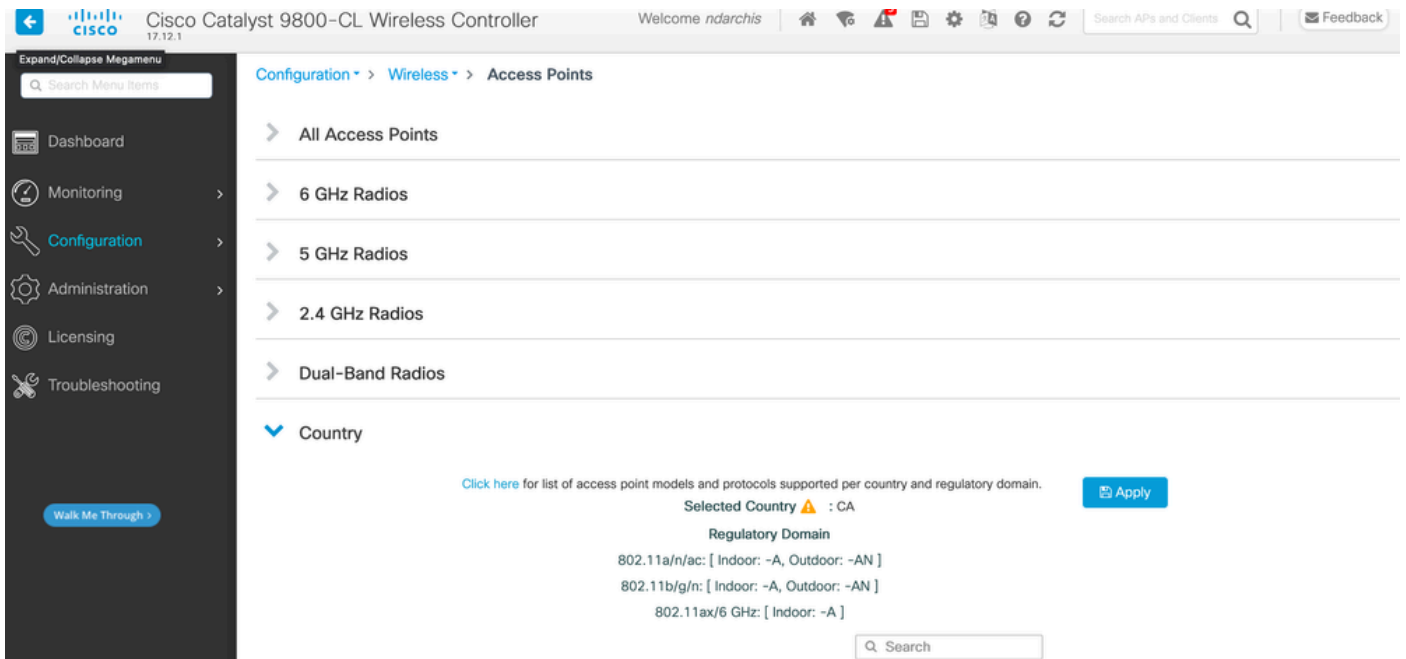 Cisco Catalyst 9800-CL Wireless Controller
Welcome ndarchis
Search APs and Clients
Feedback
CISCO
17.12.1
Expand/Collapse Megamenu
Search Menu Items
Configuration > Wireless > Access Points
Dashboard
Monitoring
Configuration
Administration
Licensing
Troubleshooting
Walk Me Through >
All Access Points
6 GHz Radios
5 GHz Radios
2.4 GHz Radios
Dual-Band Radios
Country
Click here for list of access point models and protocols supported per country and regulatory domain.
Apply
Selected Country : CA
Regulatory Domain
802.11a/n/ac: [ Indoor: -A, Outdoor: -AN ]
802.11b/g/n: [ Indoor: -A, Outdoor: -AN ]
802.11ax/6 GHz: [ Indoor: -A ]
Search